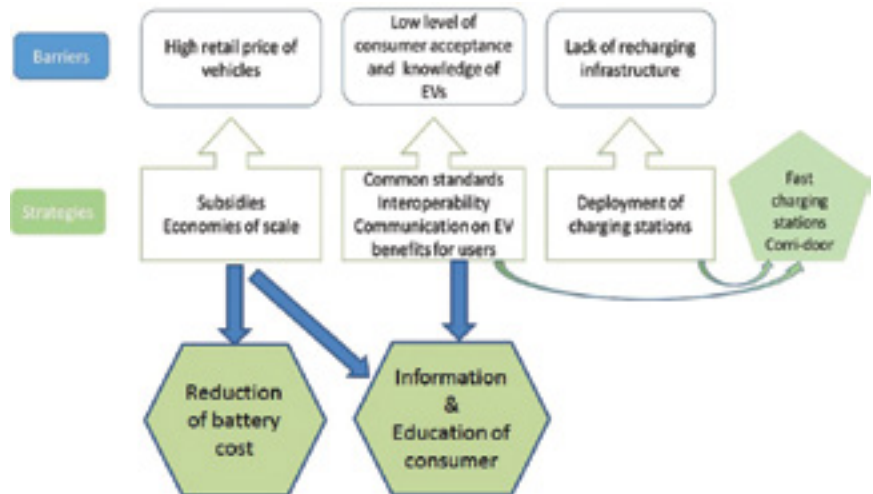 Barriers
High retail price of
vehicles
Low level of
consumer acceptance
and knowledge of
EVs
Lack of recharging
infrastructure
Strategies
Subsidies
Economies of scale
Common standards
Interoperability
Communication on EV
benefits for users
Deployment of
charging stations
Fast
charging
stations
Corri-door
Reduction
of battery
cost
Information
&
Education of
consumer